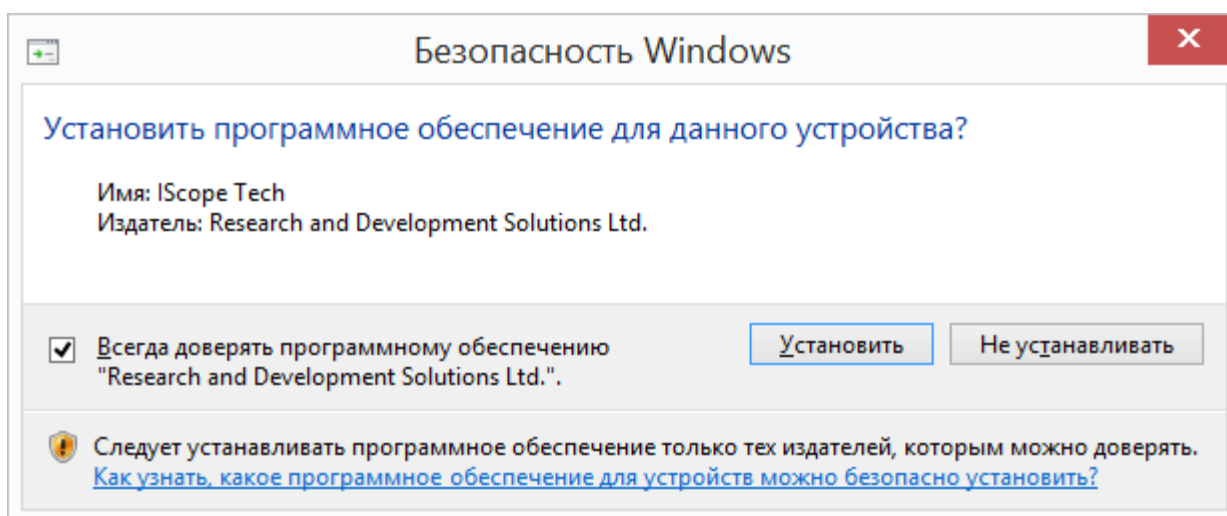 Безопасность Windows
Установить программное обеспечение для данного устройства?
Имя: IScope Tech
Издатель: Research and Development Solutions Ltd.
Всегда доверять программному обеспечению
"Research and Development Solutions Ltd.".
Установить
Не устанавливать
Следует устанавливать программное обеспечение только тех издателей, которым можно доверять.
Как узнать, какое программное обеспечение для устройств можно безопасно установить?